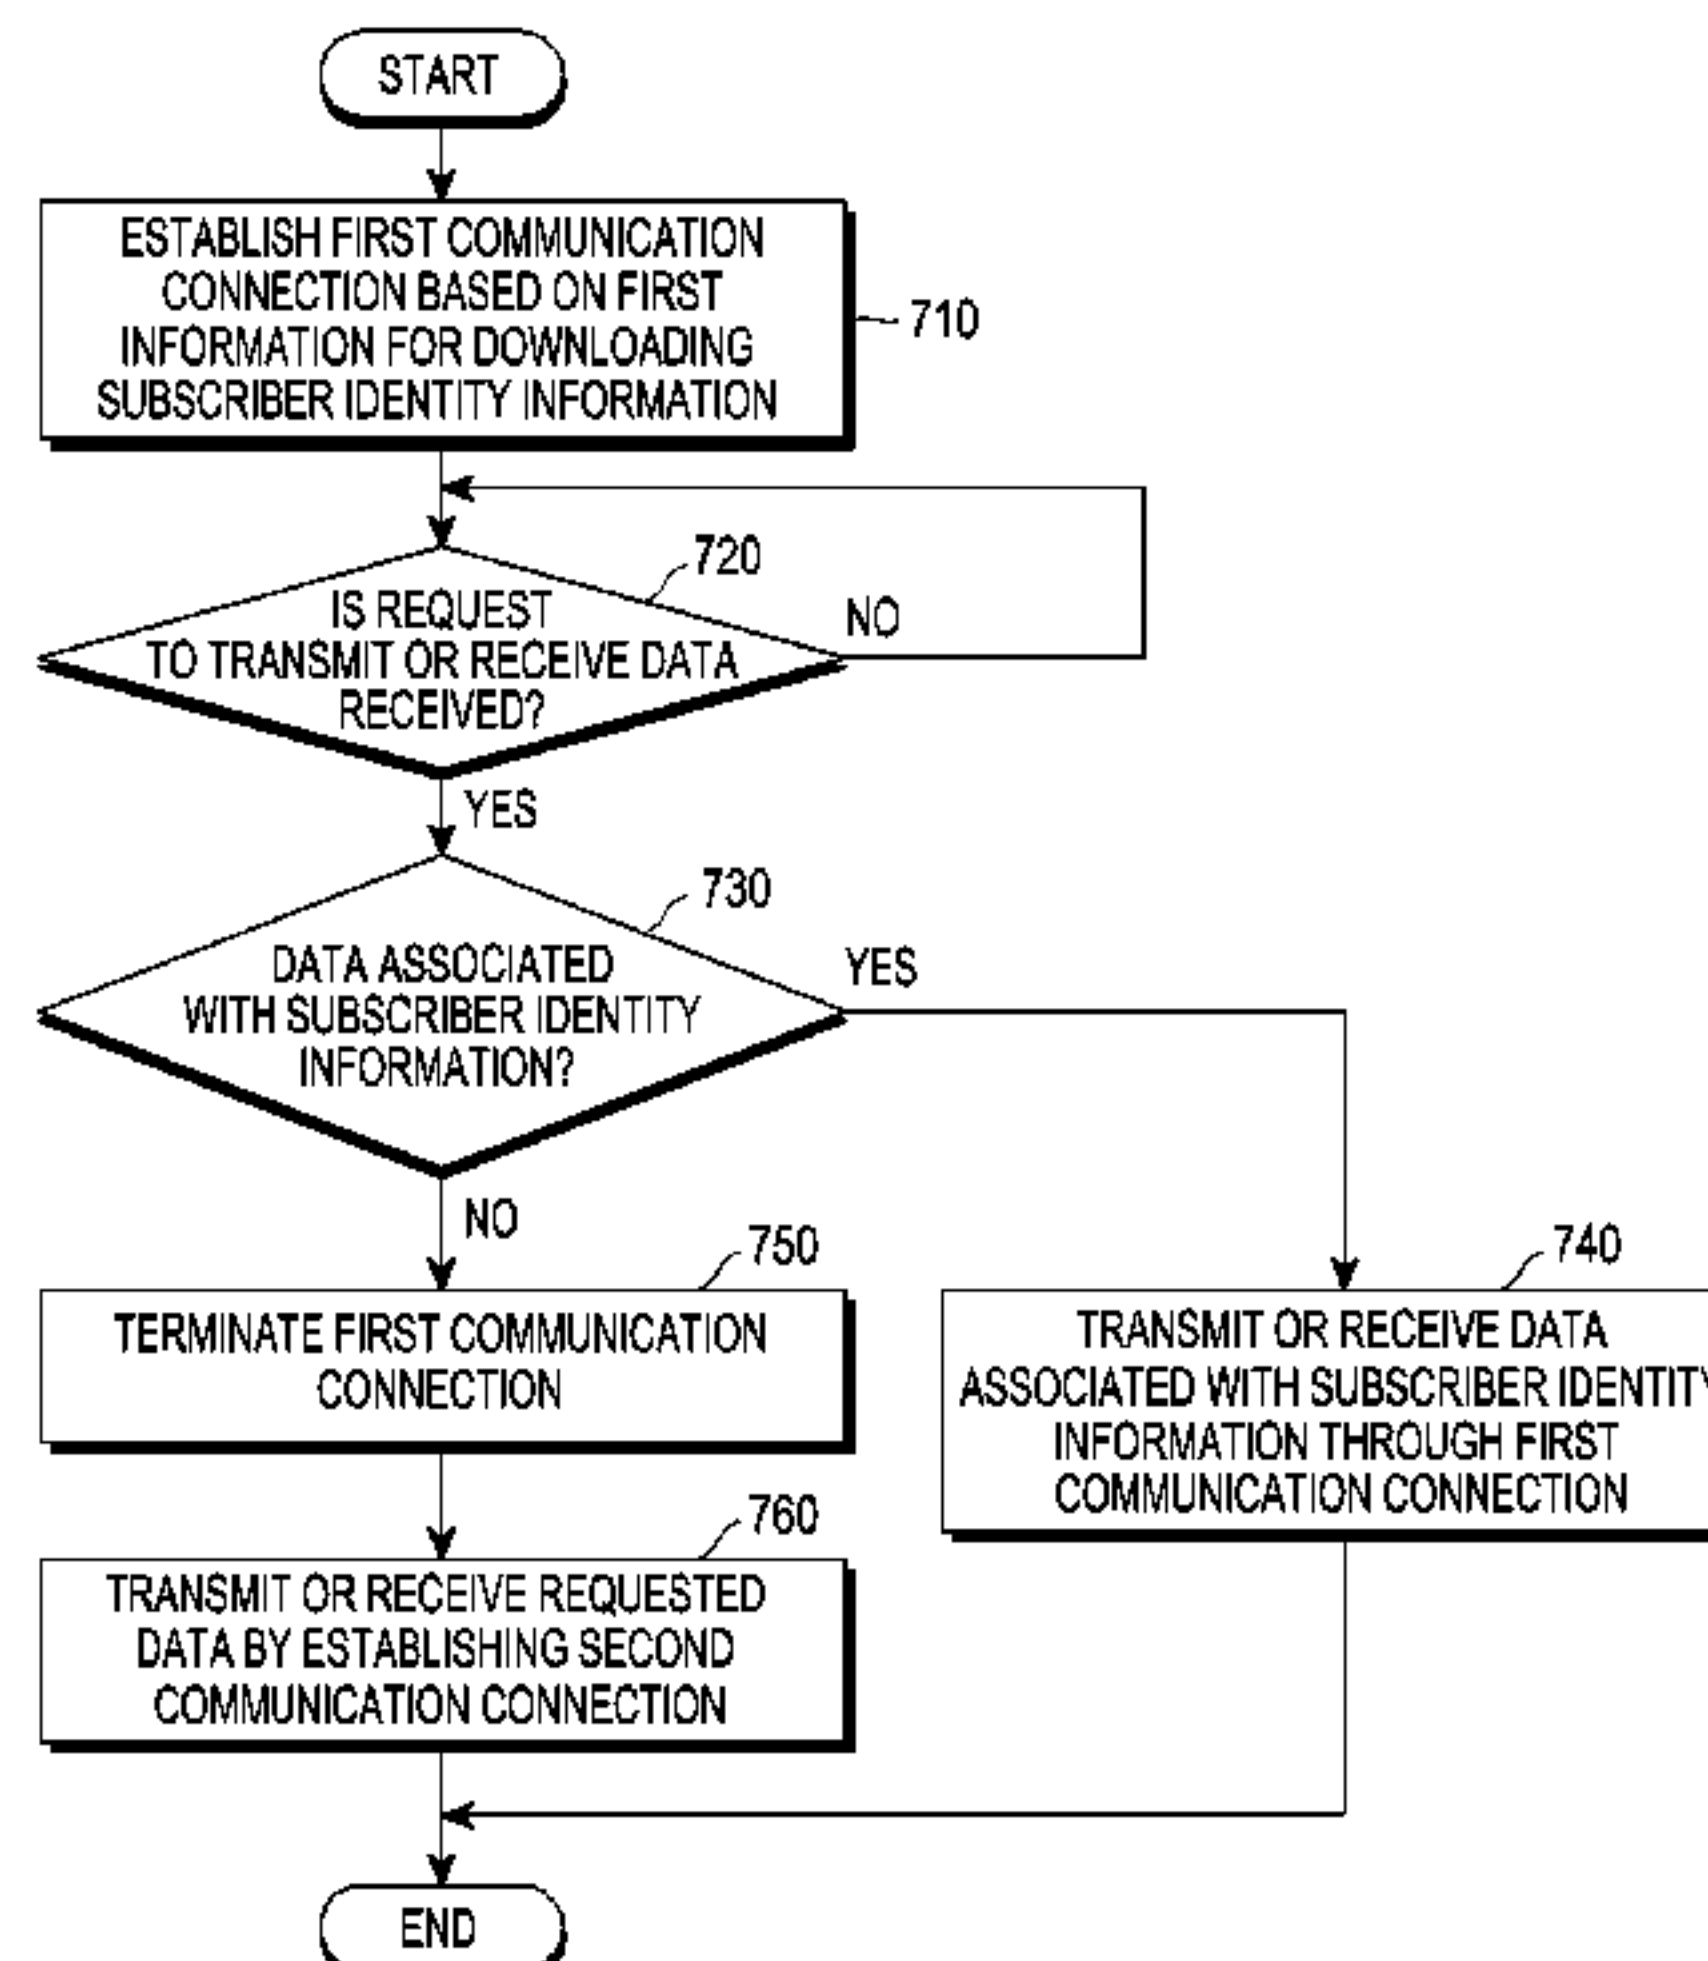 START
ESTABLISH FIRST COMMUNICATION
CONNECTION BASED ON FIRST
INFORMATION FOR DOWNLOADING
SUBSCRIBER IDENTITY INFORMATION
710
720
IS REQUEST
TO TRANSMIT OR RECEIVE DATA
RECEIVED?
NO
YES
730
DATA ASSOCIATED
WITH SUBSCRIBER IDENTITY
INFORMATION?
YES
NO
750
TERMINATE FIRST COMMUNICATION
CONNECTION
740
TRANSMIT OR RECEIVE DATA
ASSOCIATED WITH SUBSCRIBER IDENTITY
INFORMATION THROUGH FIRST
COMMUNICATION CONNECTION
760
TRANSMIT OR RECEIVE REQUESTED
DATA BY ESTABLISHING SECOND
COMMUNICATION CONNECTION
END